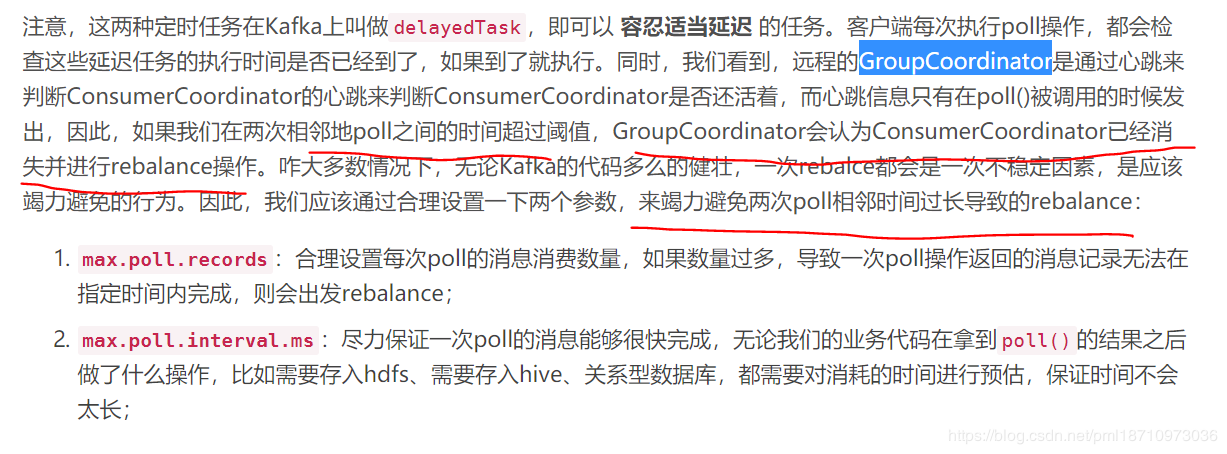 注意，这两种定时任务在Kafka上叫做 delayedTask ，即可以 容忍适当延迟 的任务。客户端每次执行poll操作，都会检
查这些延迟任务的执行时间是否已经到了，如果到了就执行。同时，我们看到，远程的GroupCoordinator是通过心跳来
判断ConsumerCoordinator的心跳来判断ConsumerCoordinator是否还活着，而心跳信息只有在poll()被调用的时候发
出，因此，如果我们在两次相邻地poll之间的时间超过阈值，GroupCoordinator会认为ConsumerCoordinator已经消
失并进行rebalance操作。咋大多数情况下，无论Kafka的代码多么的健壮，一次rebalce都会是一次不稳定因素，是应该
竭力避免的行为。因此，我们应该通过合理设置一下两个参数，来竭力避免两次poll相邻时间过长导致的rebalance：
1. max.poll.records ：合理设置每次poll的消息消费数量，如果数量过多，导致一次poll操作返回的消息记录无法在
指定时间内完成，则会出发rebalance；
2. max.poll.interval.ms ：尽力保证一次poll的消息能够很快完成，无论我们的业务代码在拿到 poll() 的结果之后
做了什么操作，比如需要存入hdfs、需要存入hive、关系型数据库，都需要对消耗的时间进行预估，保证时间不会
太长；
https://blog.csdn.net/pml18710973036